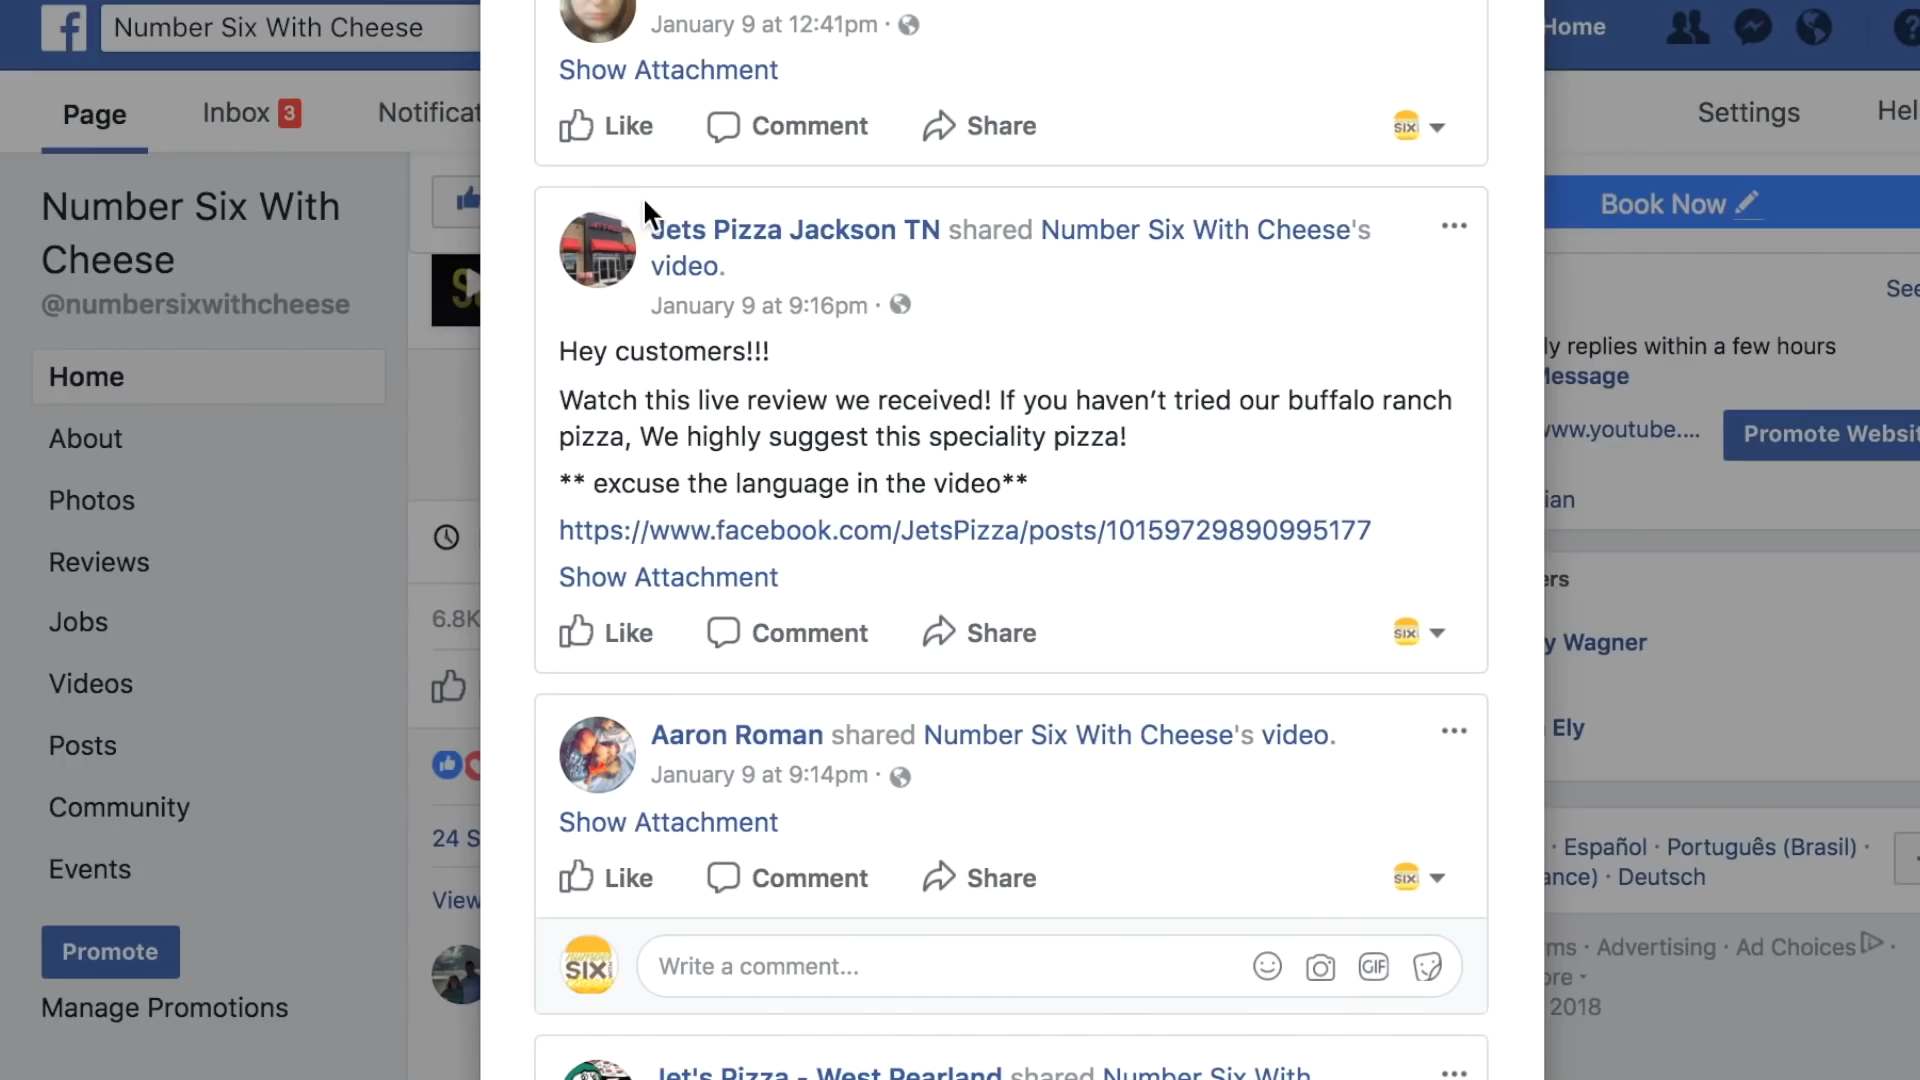 Number Six With Cheese
Home
Page
Inbox 3
Notificat
Settings
Hel
Number Six With
Cheese
@numbersixwithcheese
Home
About
Photos
Reviews
Jobs
Videos
Posts
Community
Events
Promote
Manage Promotions
6.8K
24 S
View
January 9 at 12:41pm ·
Show Attachment
Like Comment Share
SIX
Jets Pizza Jackson TN shared Number Six With Cheese's
video.
January 9 at 9:16pm ·
Hey customers!!!
Watch this live review we received! If you haven’t tried our buffalo ranch
pizza, We highly suggest this speciality pizza!
** excuse the language in the video**
https://www.facebook.com/JetsPizza/posts/10159729890995177
Show Attachment
Like Comment Share
SIX
Aaron Roman shared Number Six With Cheese's video.
January 9 at 9:14pm ·
Show Attachment
Like Comment Share
SIX
SIX
Write a comment...
GIF
Jet's Pizza - West Pearland shared Number Six With
Book Now
See
ly replies within a few hours
Message
www.youtube....
Promote Websit
ian
ers
y Wagner
Ely
· Español · Português (Brasil) ·
ance) · Deutsch
ms · Advertising · Ad Choices ·
ore
2018